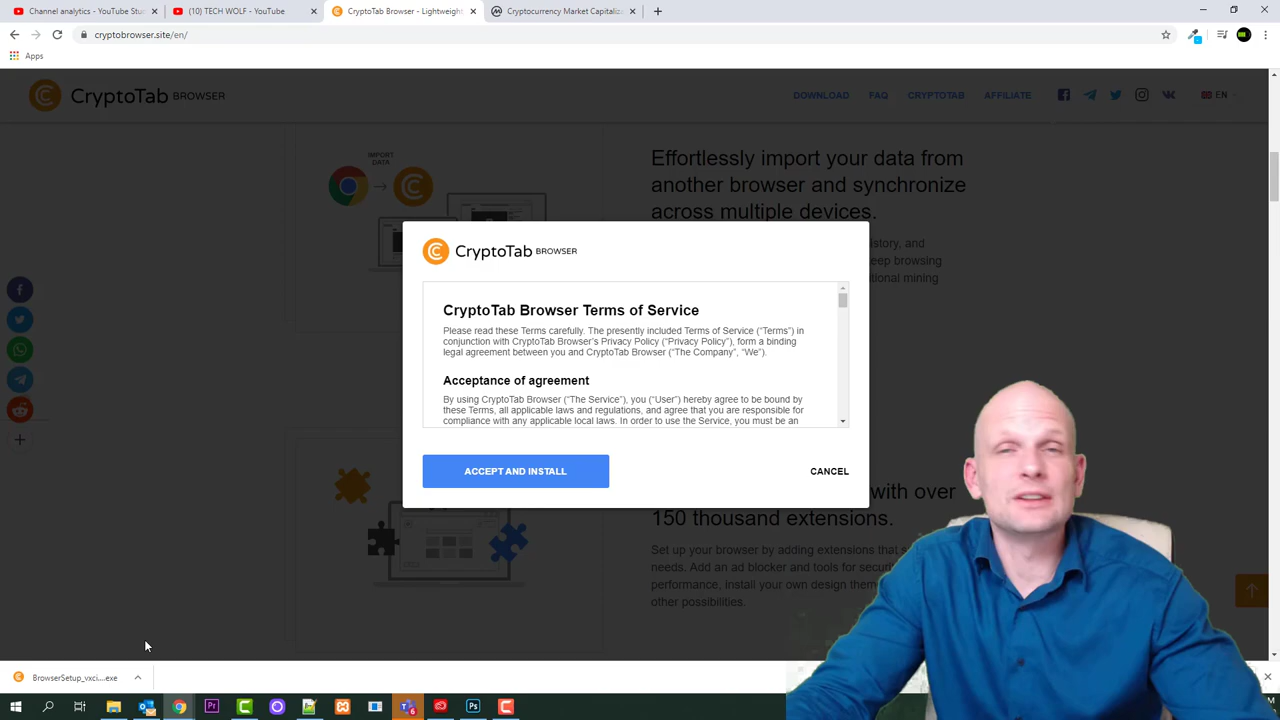 Channel analytics - YouTube Stu
(10) TECH WOLF - YouTube
CryptoTab Browser - Lightweigh
Cryptocurrency Market Capitaliz
cryptobrowser.site/en/
Apps
CryptoTab BROWSER
DOWNLOAD FAQ CRYPTOTAB AFFILIATE EN
IMPORT
DATA
Effortlessly import your data from
another browser and synchronize
across multiple devices.
and
eep browsing
itional mining
CryptoTab BROWSER
CryptoTab Browser Terms of Service
Please read these Terms carefully. The presently included Terms of Service (“Terms”) in
conjunction with CryptoTab Browser’s Privacy Policy (“Privacy Policy”), form a binding
legal agreement between you and CryptoTab Browser (“The Company”, “We”).
Acceptance of agreement
By using CryptoTab Browser (“The Service”), you (“User”) hereby agree to be bound by
these Terms, all applicable laws and regulations, and agree that you are responsible for
compliance with any applicable local laws. In order to use the Service, you must be an
ACCEPT AND INSTALL
CANCEL
with over
150 thousand extensions.
Set up your browser by adding extensions that
needs. Add an ad blocker and tools for
performance, install your own design
other possibilities.
BrowserSetup_vxci....exe